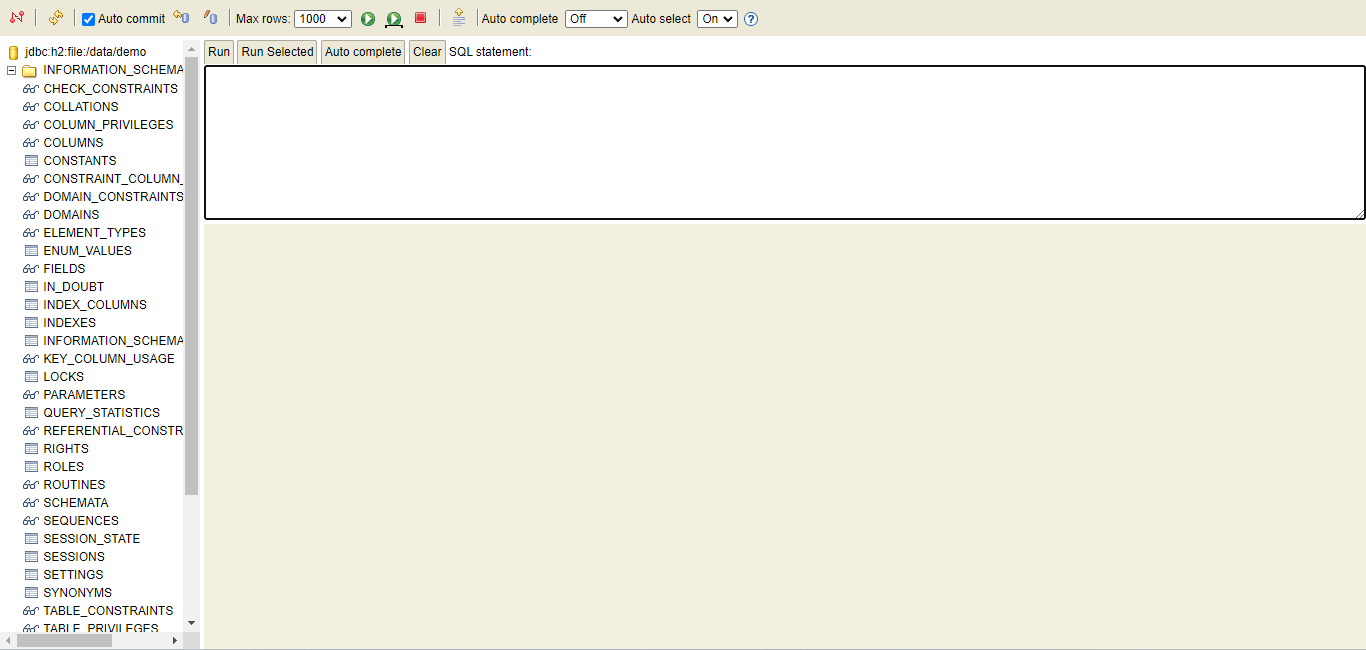 Auto commit Max rows: 1000 Auto complete Off Auto select On ?
jdbc:h2:file:/data/demo
INFORMATION_SCHEMA
CHECK_CONSTRAINTS
COLLATIONS
COLUMN_PRIVILEGES
COLUMNS
CONSTANTS
CONSTRAINT_COLUMN_
DOMAIN_CONSTRAINTS
DOMAINS
ELEMENT_TYPES
ENUM_VALUES
FIELDS
IN_DOUBT
INDEX_COLUMNS
INDEXES
INFORMATION_SCHEMA
KEY_COLUMN_USAGE
LOCKS
PARAMETERS
QUERY_STATISTICS
REFERENTIAL_CONSTR
RIGHTS
ROLES
ROUTINES
SCHEMATA
SEQUENCES
SESSION_STATE
SESSIONS
SETTINGS
SYNONYMS
TABLE_CONSTRAINTS
TABLE_PRIVILEGES
Run Run Selected Auto complete Clear SQL statement: